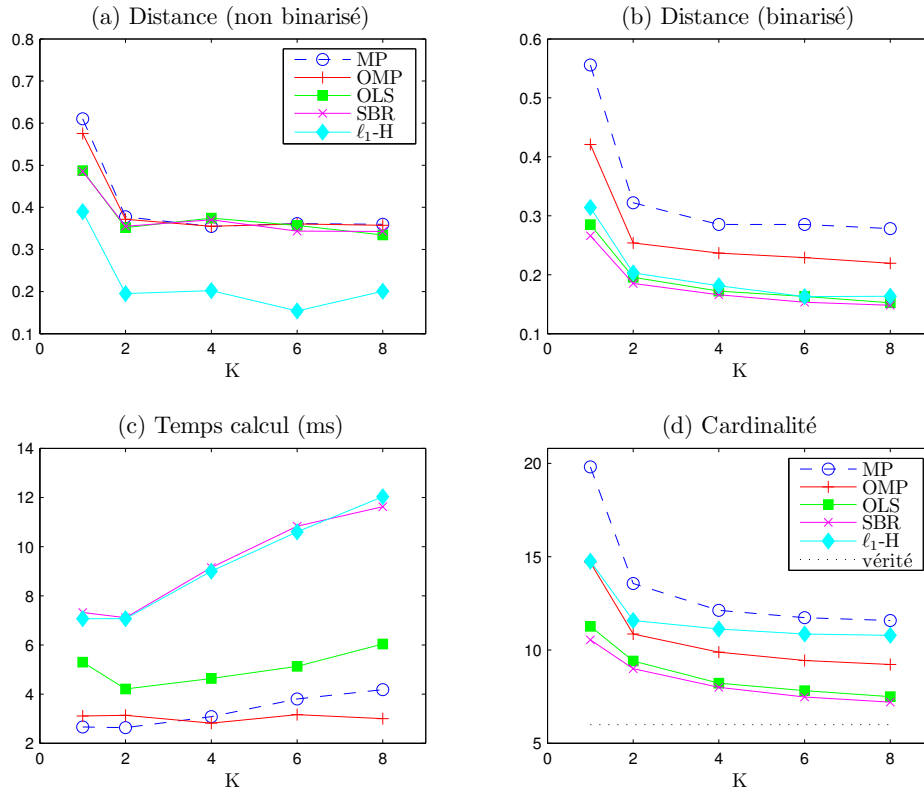 (a) Distance (non binarisé)
0.8
0.7
0.6
0.5
0.4
0.3
0.2
0.1
0 2 4 6 8
K
MP
OMP
OLS
SBR
ℓ₁-H
(b) Distance (binarisé)
0.6
0.5
0.4
0.3
0.2
0.1
0 2 4 6 8
K
(c) Temps calcul (ms)
14
12
10
8
6
4
2
0 2 4 6 8
K
(d) Cardinalité
20
15
10
5
0 2 4 6 8
K
MP
OMP
OLS
SBR
ℓ₁-H
vérité